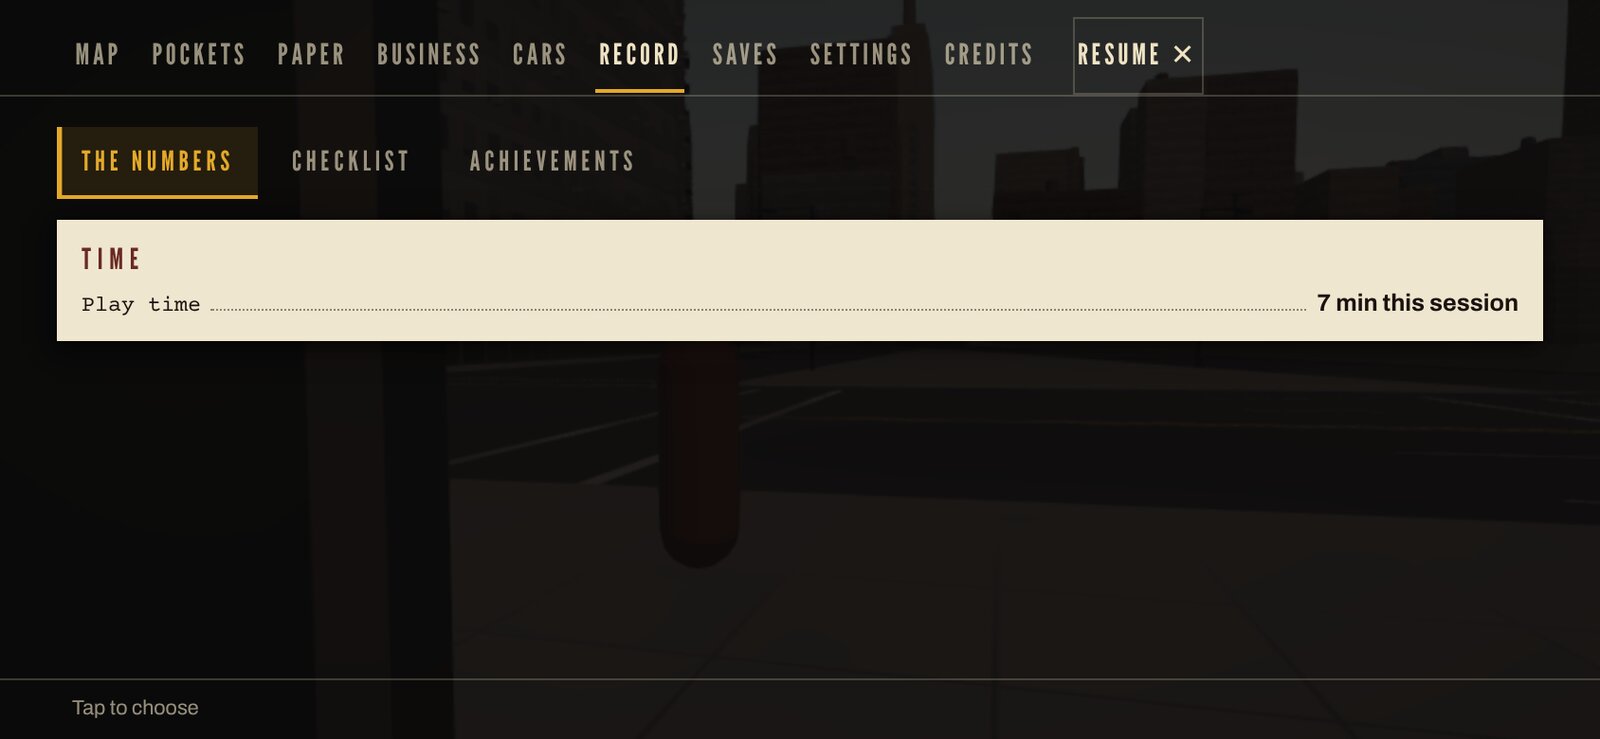 MAP POCKETS PAPER BUSINESS CARS RECORD SAVES SETTINGS CREDITS RESUME ✕
THE NUMBERS CHECKLIST ACHIEVEMENTS
TIME
Play time 7 min this session
Tap to choose